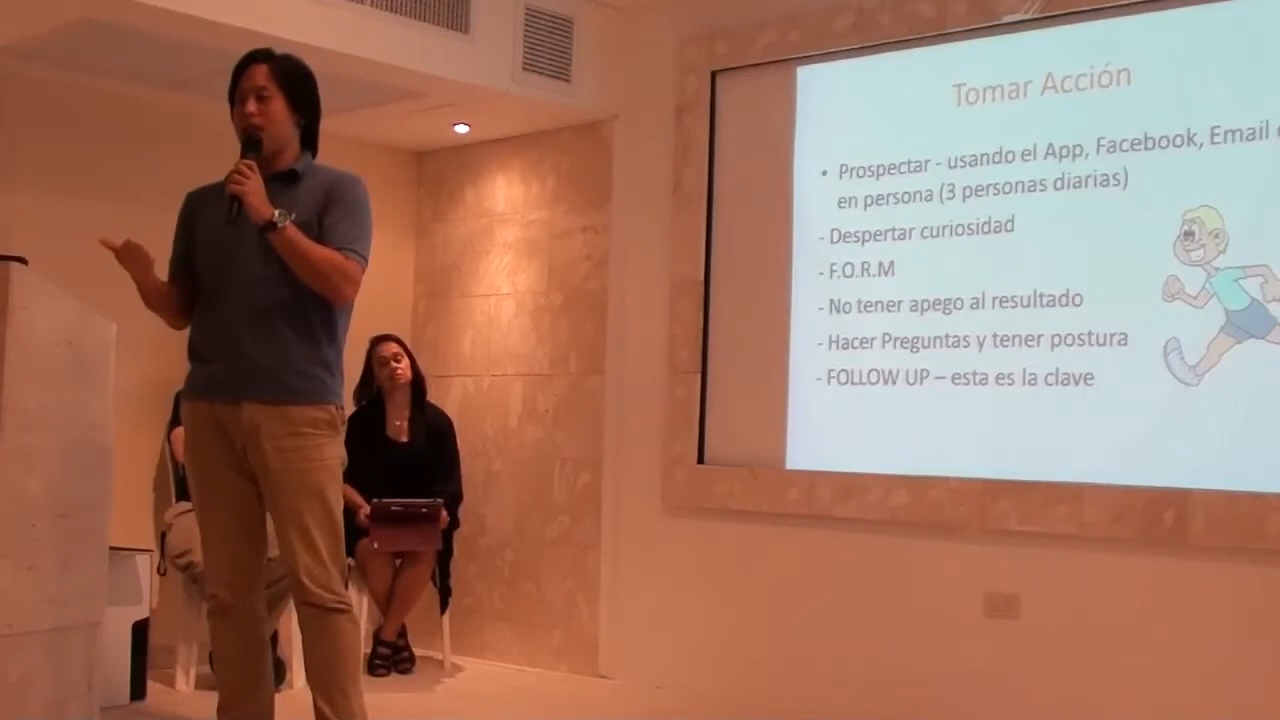 Tomar Acción
• Prospectar - usando el App, Facebook, Email
en persona (3 personas diarias)
- Despertar curiosidad
- F.O.R.M
- No tener apego al resultado
- Hacer Preguntas y tener postura
- FOLLOW UP – esta es la clave